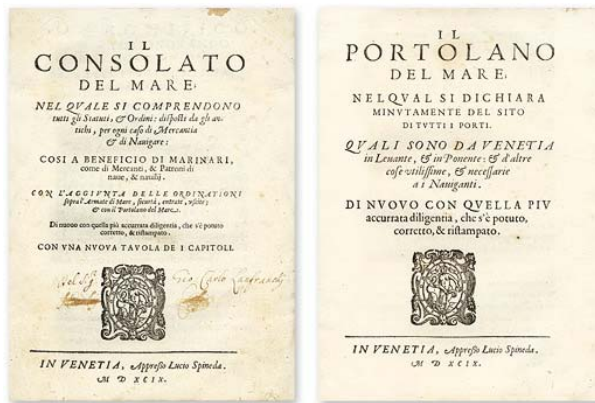 IL
CONSOLATO
DEL MARE;
NEL QVALE SI COMPRENDONO
tutti gli Statuti, & Ordini: disposti da gli an-
tichi, per ogni caso di Mercantia
& di Nauigare:
COSI A BENEFICIO DI MARINARI,
come di Mercanti, & Patroni di
naue, & nauilij.
CON L'AGGIVNTA DELLE ORDINATIONI
sopra l'Armate di Mare, sicurtà, entrate, vscite;
& con il Portolano del Mare.
Di nuouo con quella più accurata diligentia, che s'è potuto,
corretto, & ristampato.
CON VNA NVOVA TAVOLA DE I CAPITOLI.
Gio: Carlo
IN VENETIA, Appresso Lucio Spineda.
M D XCIX.
IL
PORTOLANO
DEL MARE,
NELQVAL SI DICHIARA
MINVTAMENTE DEL SITO
DI TVTTI I PORTI.
QVALI SONO DA VENETIA
in Leuante, & in Ponente: & d'altre
cose vtilissime, & necessarie
a i Nauiganti.
DI NVOVO CON QVELLA PIV
accurata diligentia, che s'è potuto,
corretto, & ristampato.
IN VENETIA, Appresso Lucio Spineda.
M D XCIX.